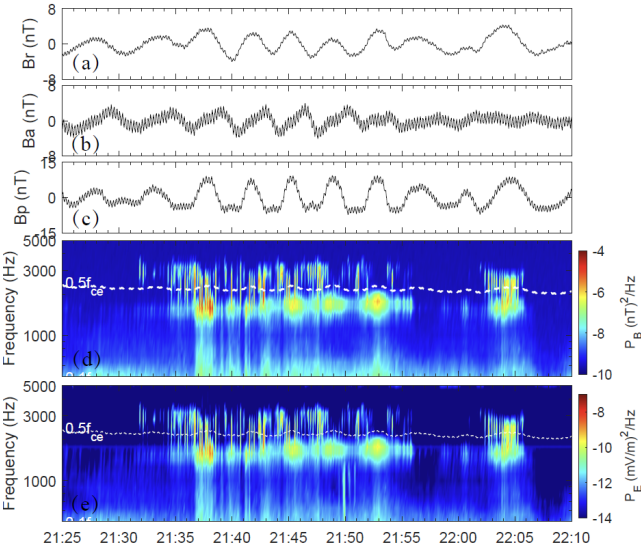 8
0
-8
Br (nT)
(a)
8
0
-8
Ba (nT)
(b)
15
0
-15
Bp (nT)
(c)
5000
3000
1000
Frequency (Hz)
0.5fce
(d)
-4
-6
-8
-10
P_B (nT)^2/Hz
5000
3000
1000
Frequency (Hz)
0.5fce
(e)
-8
-10
-12
-14
P_E (mV/m)^2/Hz
21:25 21:30 21:35 21:40 21:45 21:50 21:55 22:00 22:05 22:10